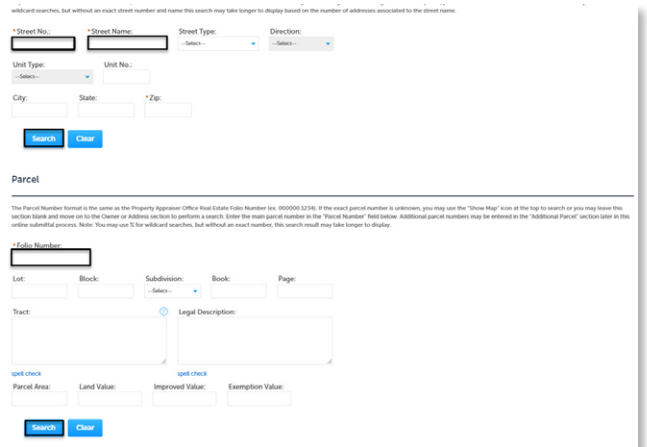 wildcard searches, but without an exact street number and name this search may take longer to display based on the number of addresses associated to the street name.
*Street No.: *Street Name: Street Type: Direction:
--Select-- --Select--
Unit Type: Unit No.:
--Select--
City: State: *Zip:
Search Clear
Parcel
The Parcel Number format is the same as the Property Appraiser Office Real Estate Folio Number (ex. 000000.1234). If the exact parcel number is unknown, you may use the "Show Map" icon at the top to search or you may leave this
section blank and move on to the Owner or Address section to perform a search. Enter the main parcel number in the "Parcel Number" field below. Additional parcel numbers may be entered in the "Additional Parcel" section later in this
online submittal process. Note: You may use % for wildcard searches, but without an exact number, this search result may take longer to display.
*Folio Number:
Lot: Block: Subdivision: Book: Page:
--Select--
Tract: ? Legal Description:
spell check spell check
Parcel Area: Land Value: Improved Value: Exemption Value:
Search Clear